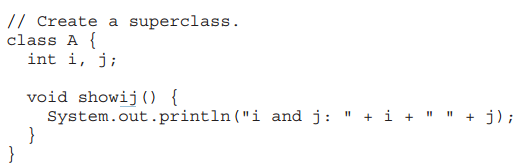 // Create a superclass.
class A {
  int i, j;

  void showij() {
    System.out.println("i and j: " + i + " " + j);
  }
}